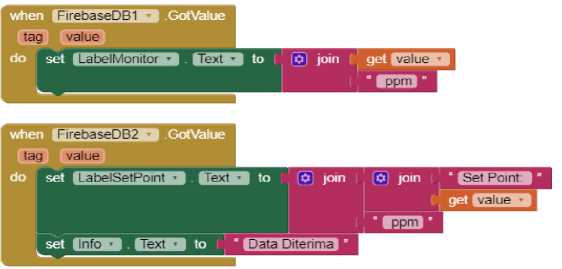 when FirebaseDB1 .GotValue
tag value
do set LabelMonitor . Text to join get value
" ppm "
when FirebaseDB2 .GotValue
tag value
do set LabelSetPoint . Text to join join " Set Point: "
get value
" ppm "
set Info . Text to " Data Diterima "